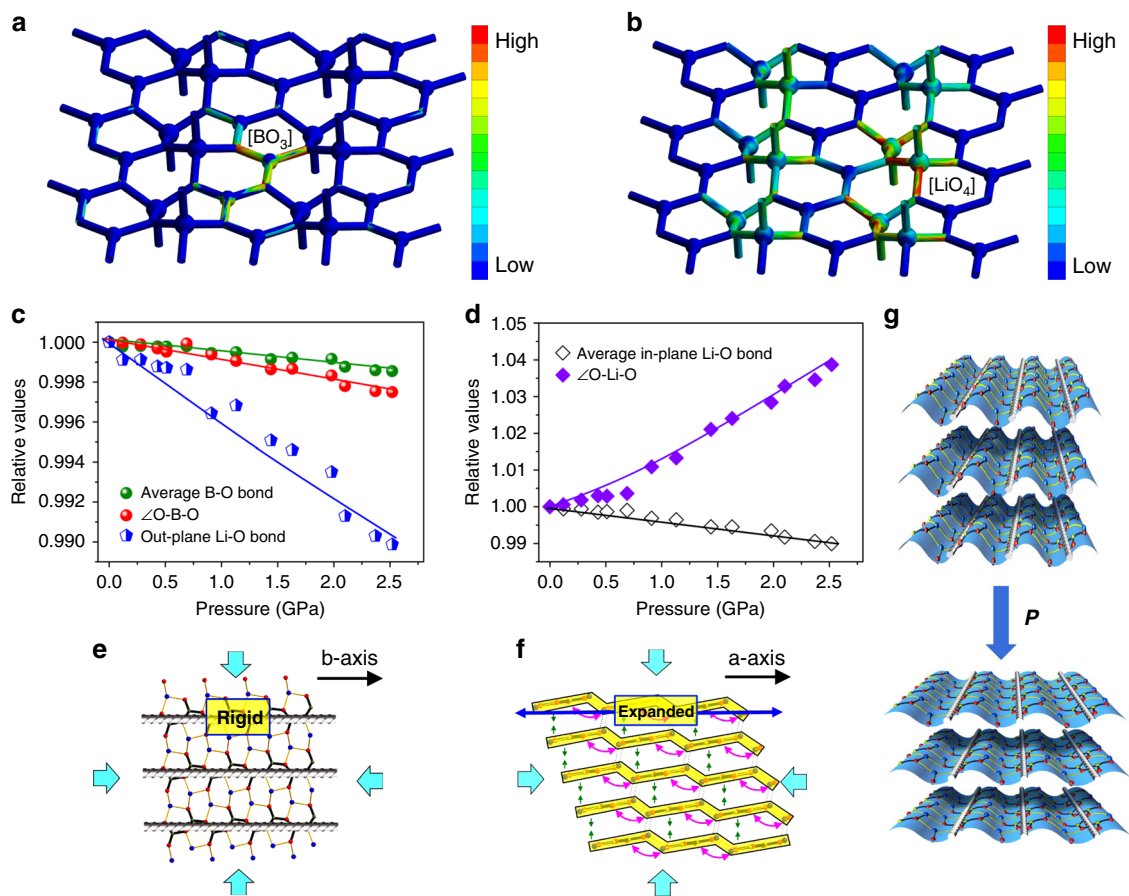 a
High
[BO3]
Low
b
High
[LiO4]
Low
c
1.000
0.998
0.996
0.994
0.992
0.990
Relative values
Average B-O bond
∠O-B-O
Out-plane Li-O bond
0.0 0.5 1.0 1.5 2.0 2.5
Pressure (GPa)
d
1.05
1.04
1.03
1.02
1.01
1.00
0.99
Relative values
Average in-plane Li-O bond
∠O-Li-O
0.0 0.5 1.0 1.5 2.0 2.5
Pressure (GPa)
g
P
e
b-axis
Rigid
f
a-axis
Expanded